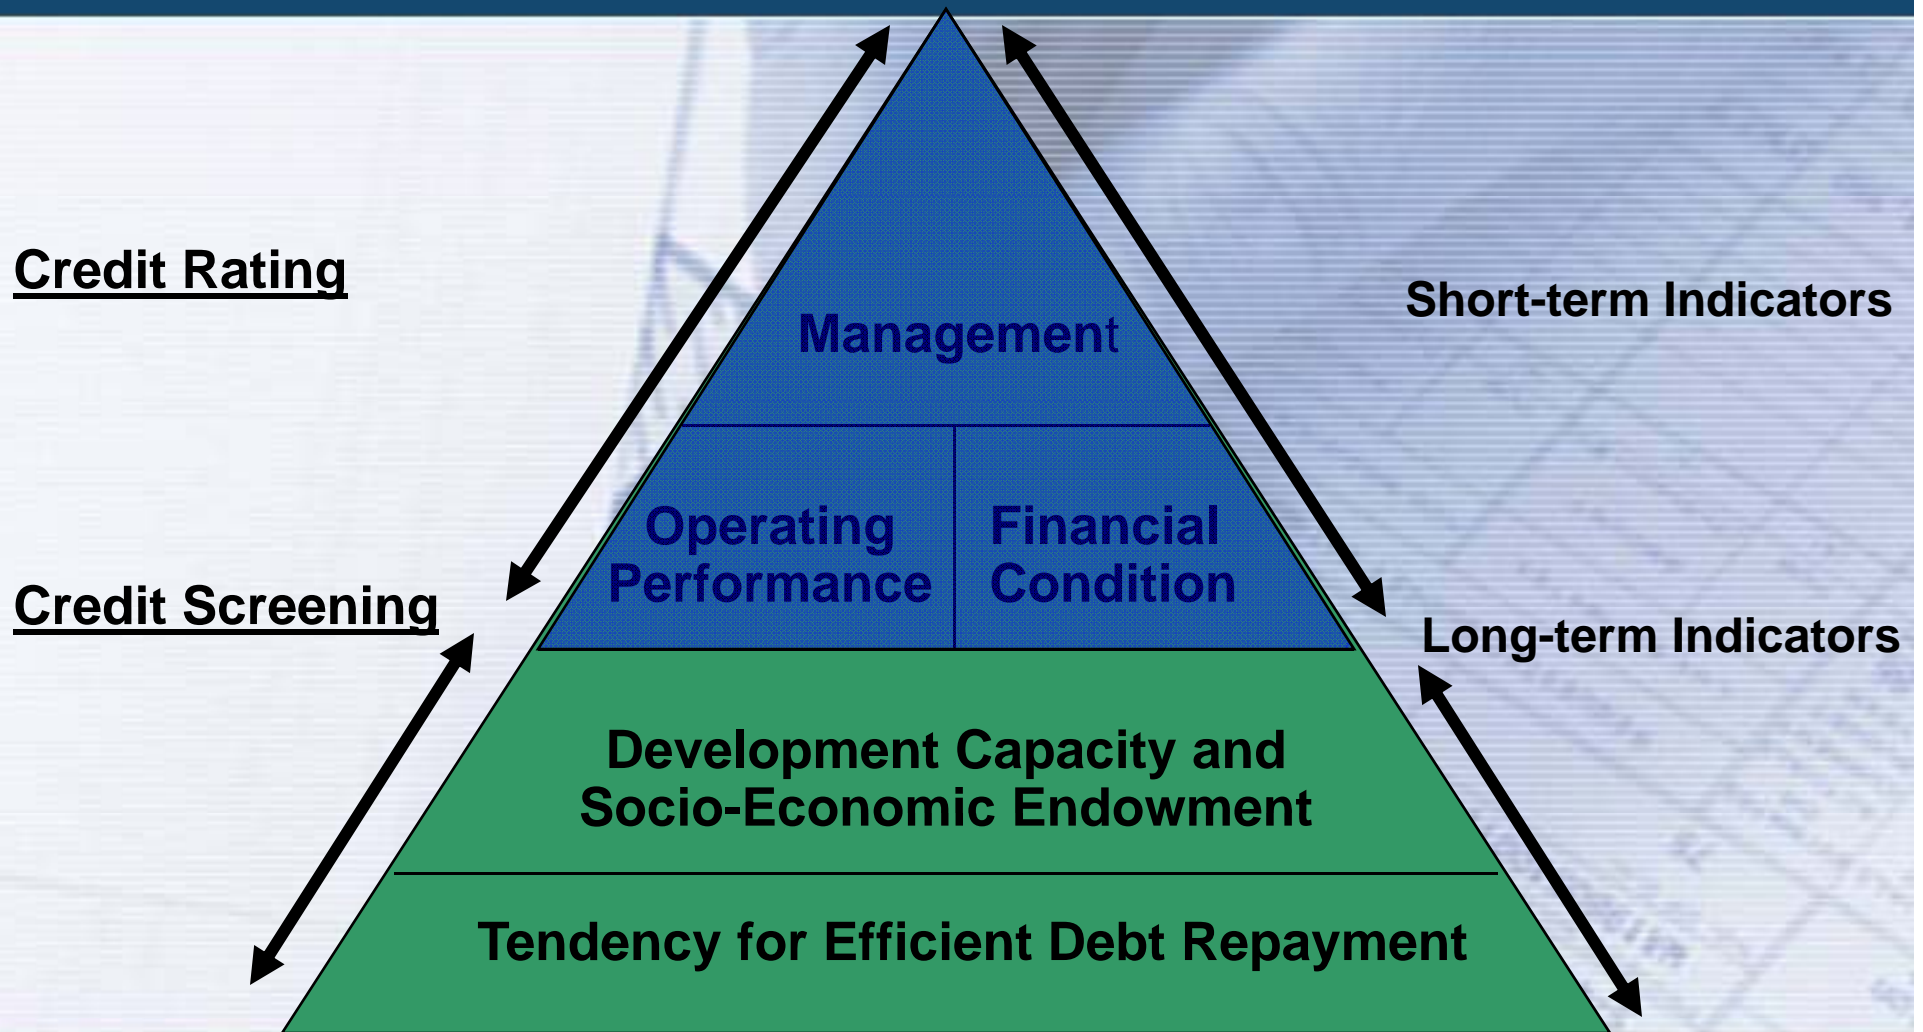 Credit Rating
Short-term Indicators
Management
Operating
Performance
Financial
Condition
Credit Screening
Long-term Indicators
Development Capacity and
Socio-Economic Endowment
Tendency for Efficient Debt Repayment